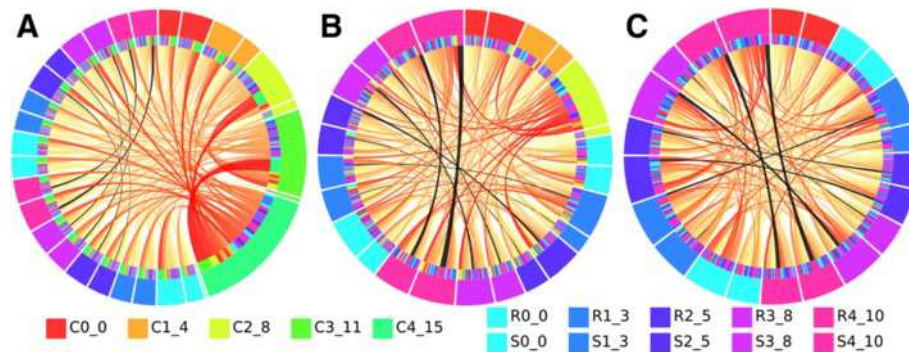 A B C
C0_0 C1_4 C2_8 C3_11 C4_15
R0_0 R1_3 R2_5 R3_8 R4_10
S0_0 S1_3 S2_5 S3_8 S4_10